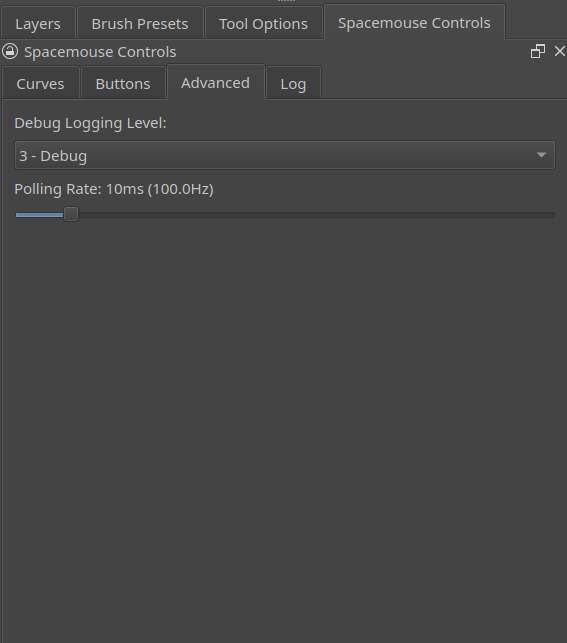 Layers Brush Presets Tool Options Spacemouse Controls
Spacemouse Controls
Curves Buttons Advanced Log
Debug Logging Level:
3 - Debug
Polling Rate: 10ms (100.0Hz)